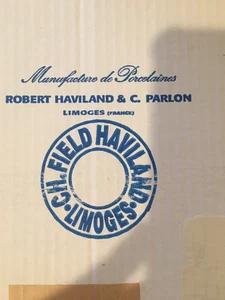 Manufacture de Porcelaines
ROBERT HAVILAND & C. PARLON
LIMOGES (FRANCE)
CH. FIELD HAVILAND
· LIMOGES ·